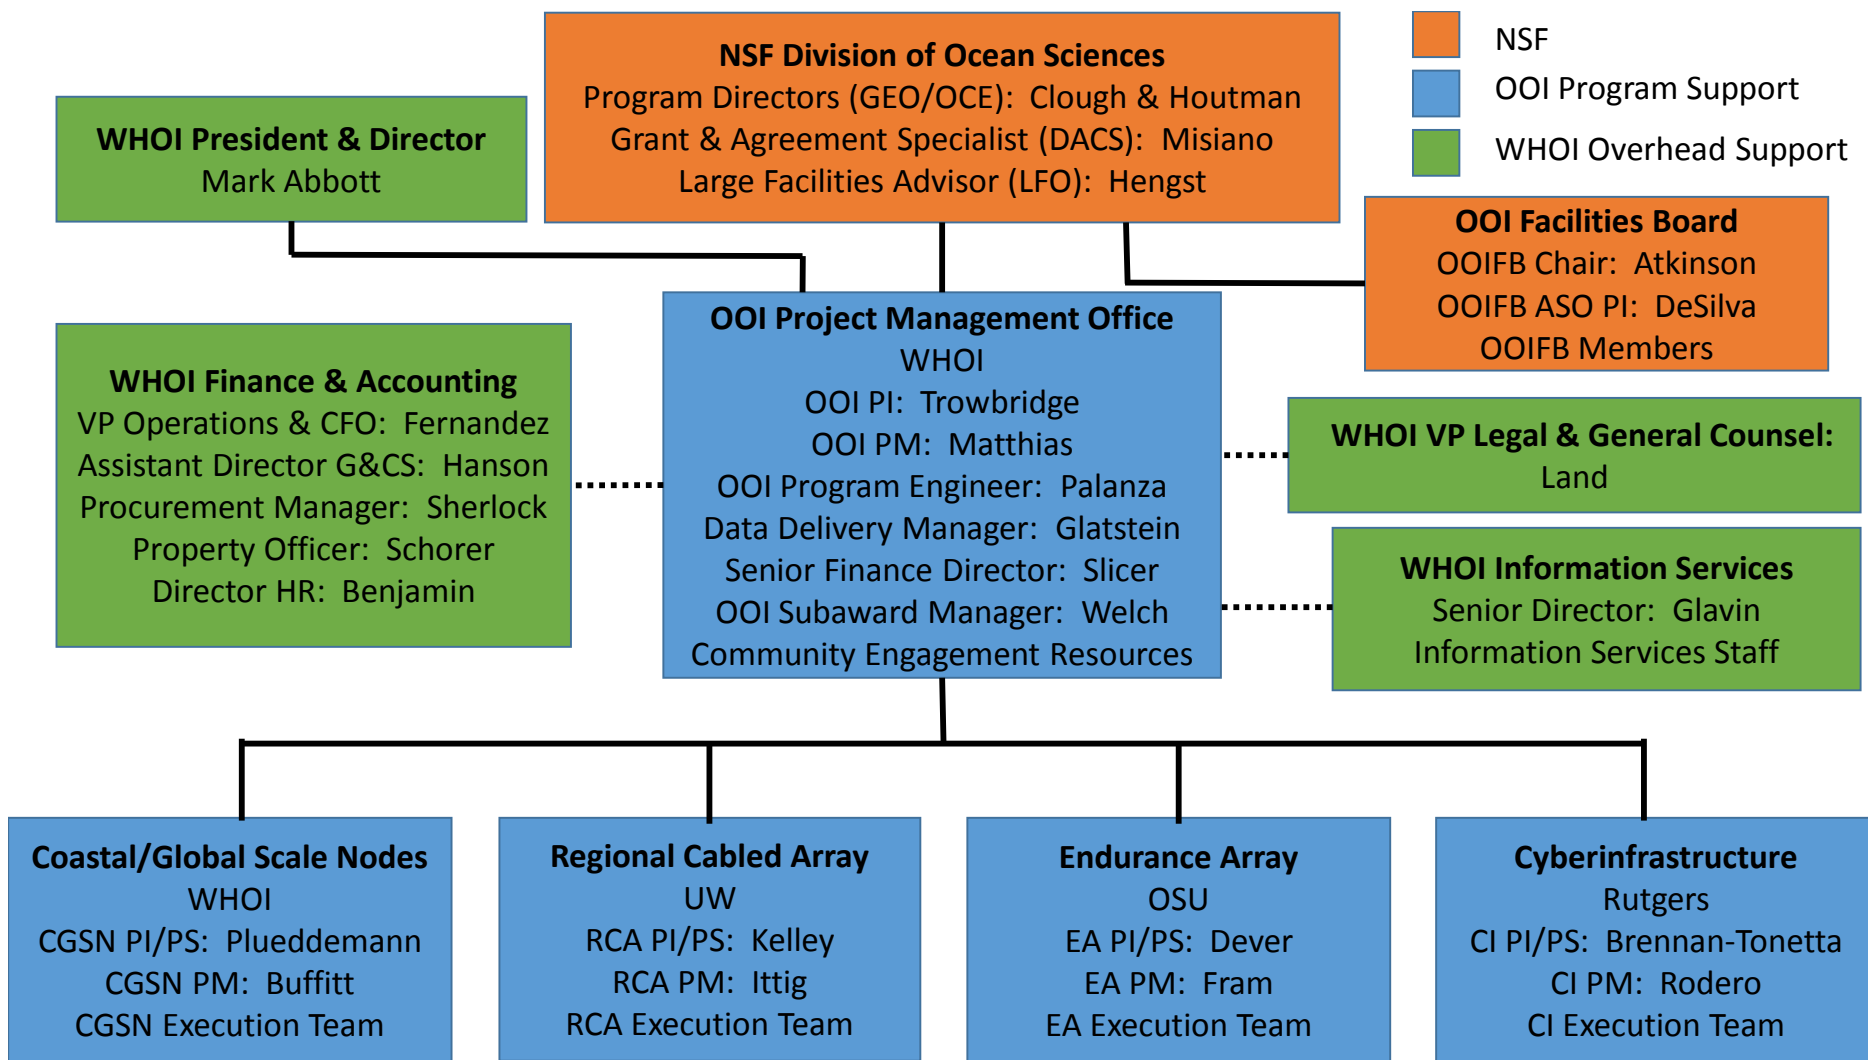 NSF Division of Ocean Sciences
Program Directors (GEO/OCE):  Clough & Houtman
Grant & Agreement Specialist (DACS):  Misiano
Large Facilities Advisor (LFO):  Hengst
NSF
OOI Program Support
WHOI Overhead Support
WHOI President & Director
Mark Abbott
OOI Facilities Board
OOIFB Chair:  Atkinson
OOIFB ASO PI:  DeSilva
OOIFB Members
OOI Project Management Office
WHOI
OOI PI:  Trowbridge
OOI PM:  Matthias
OOI Program Engineer:  Palanza
Data Delivery Manager:  Glatstein
Senior Finance Director:  Slicer
OOI Subaward Manager:  Welch
Community Engagement Resources
WHOI Finance & Accounting
VP Operations & CFO:  Fernandez
Assistant Director G&CS:  Hanson
Procurement Manager:  Sherlock
Property Officer:  Schorer
Director HR:  Benjamin
WHOI VP Legal & General Counsel:
Land
WHOI Information Services
Senior Director:  Glavin
Information Services Staff
Coastal/Global Scale Nodes
WHOI
CGSN PI/PS:  Plueddemann
CGSN PM:  Buffitt
CGSN Execution Team
Regional Cabled Array
UW
RCA PI/PS:  Kelley
RCA PM:  Ittig
RCA Execution Team
Endurance Array
OSU
EA PI/PS:  Dever
EA PM:  Fram
EA Execution Team
Cyberinfrastructure
Rutgers
CI PI/PS:  Brennan-Tonetta
CI PM:  Rodero
CI Execution Team